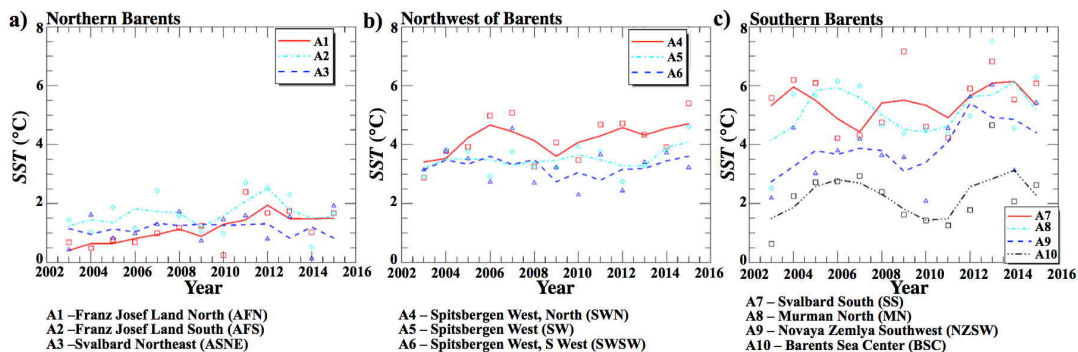 a) Northern Barents
8
6
4
2
0
SST (°C)
A1
A2
A3
2002 2004 2006 2008 2010 2012 2014 2016
Year
A1 –Franz Josef Land North (AFN)
A2 –Franz Josef Land South (AFS)
A3 –Svalbard Northeast (ASNE)
b) Northwest of Barents
8
6
4
2
0
SST (°C)
A4
A5
A6
2002 2004 2006 2008 2010 2012 2014 2016
Year
A4 – Spitsbergen West, North (SWN)
A5 – Spitsbergen West (SW)
A6 – Spitsbergen West, S West (SWSW)
c) Southern Barents
8
6
4
2
0
SST (°C)
A7
A8
A9
A10
2002 2004 2006 2008 2010 2012 2014 2016
Year
A7 – Svalbard South (SS)
A8 – Murman North (MN)
A9 – Novaya Zemlya Southwest (NZSW)
A10 – Barents Sea Center (BSC)